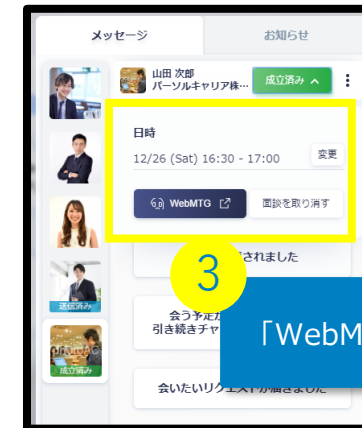 メッセージ
お知らせ
山田 次郎
パーソルキャリア株…
成立済み
日時
12/26 (Sat) 16:30 - 17:00
変更
WebMTG
面談を取り消す
されました
3
会う予定が
引き続きチャ
「WebM
送信済み
成立済み
会いたいリクエストが届きました